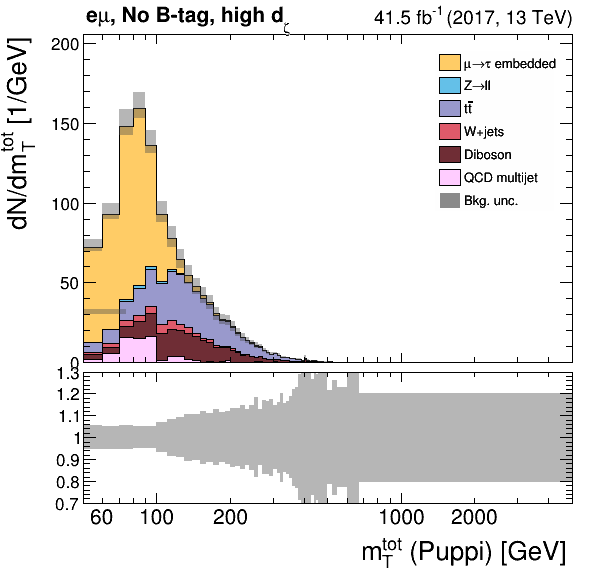 eμ, No B-tag, high dζ
41.5 fb⁻¹ (2017, 13 TeV)
dN/dm_T^tot [1/GeV]
200
150
100
50
0
μ→τ embedded
Z→ll
tt̄
W+jets
Diboson
QCD multijet
Bkg. unc.
1.3
1.2
1.1
1
0.9
0.8
0.7
60 100 200 1000 2000
m_T^tot (Puppi) [GeV]